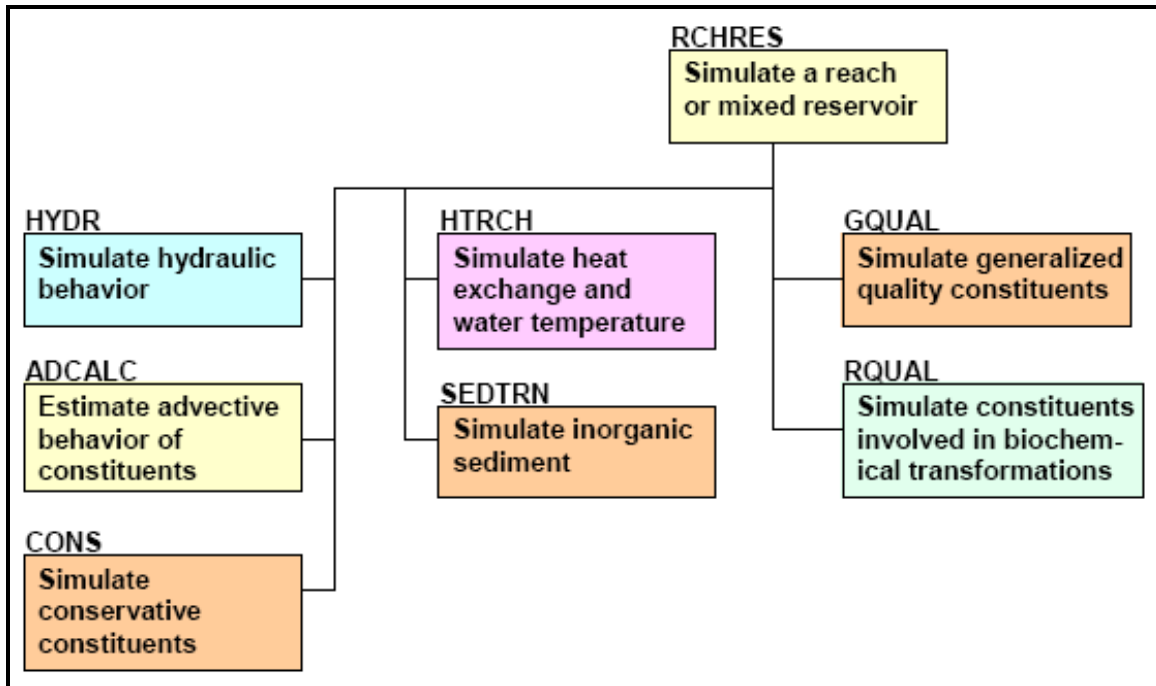 RCHRES
Simulate a reach
or mixed reservoir
HYDR
Simulate hydraulic
behavior
HTRCH
Simulate heat
exchange and
water temperature
GQUAL
Simulate generalized
quality constituents
ADCALC
Estimate advective
behavior of
constituents
SEDTRN
Simulate inorganic
sediment
RQUAL
Simulate constituents
involved in biochem-
ical transformations
CONS
Simulate
conservative
constituents